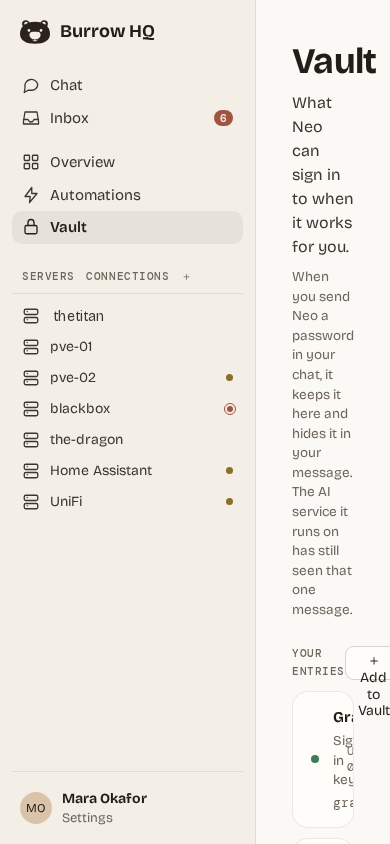 Burrow HQ
Chat
Inbox 6
Overview
Automations
Vault
SERVERS CONNECTIONS +
thetitan
pve-01
pve-02
blackbox
the-dragon
Home Assistant
UniFi
MO Mara Okafor
Settings
Vault
What
Neo
can
sign in
to when
it works
for you.
When
you send
Neo a
password
in your
chat, it
keeps it
here and
hides it in
your
message.
The AI
service it
runs on
has still
seen that
one
message.
YOUR
ENTRIES
+
Add
to
Vault
in